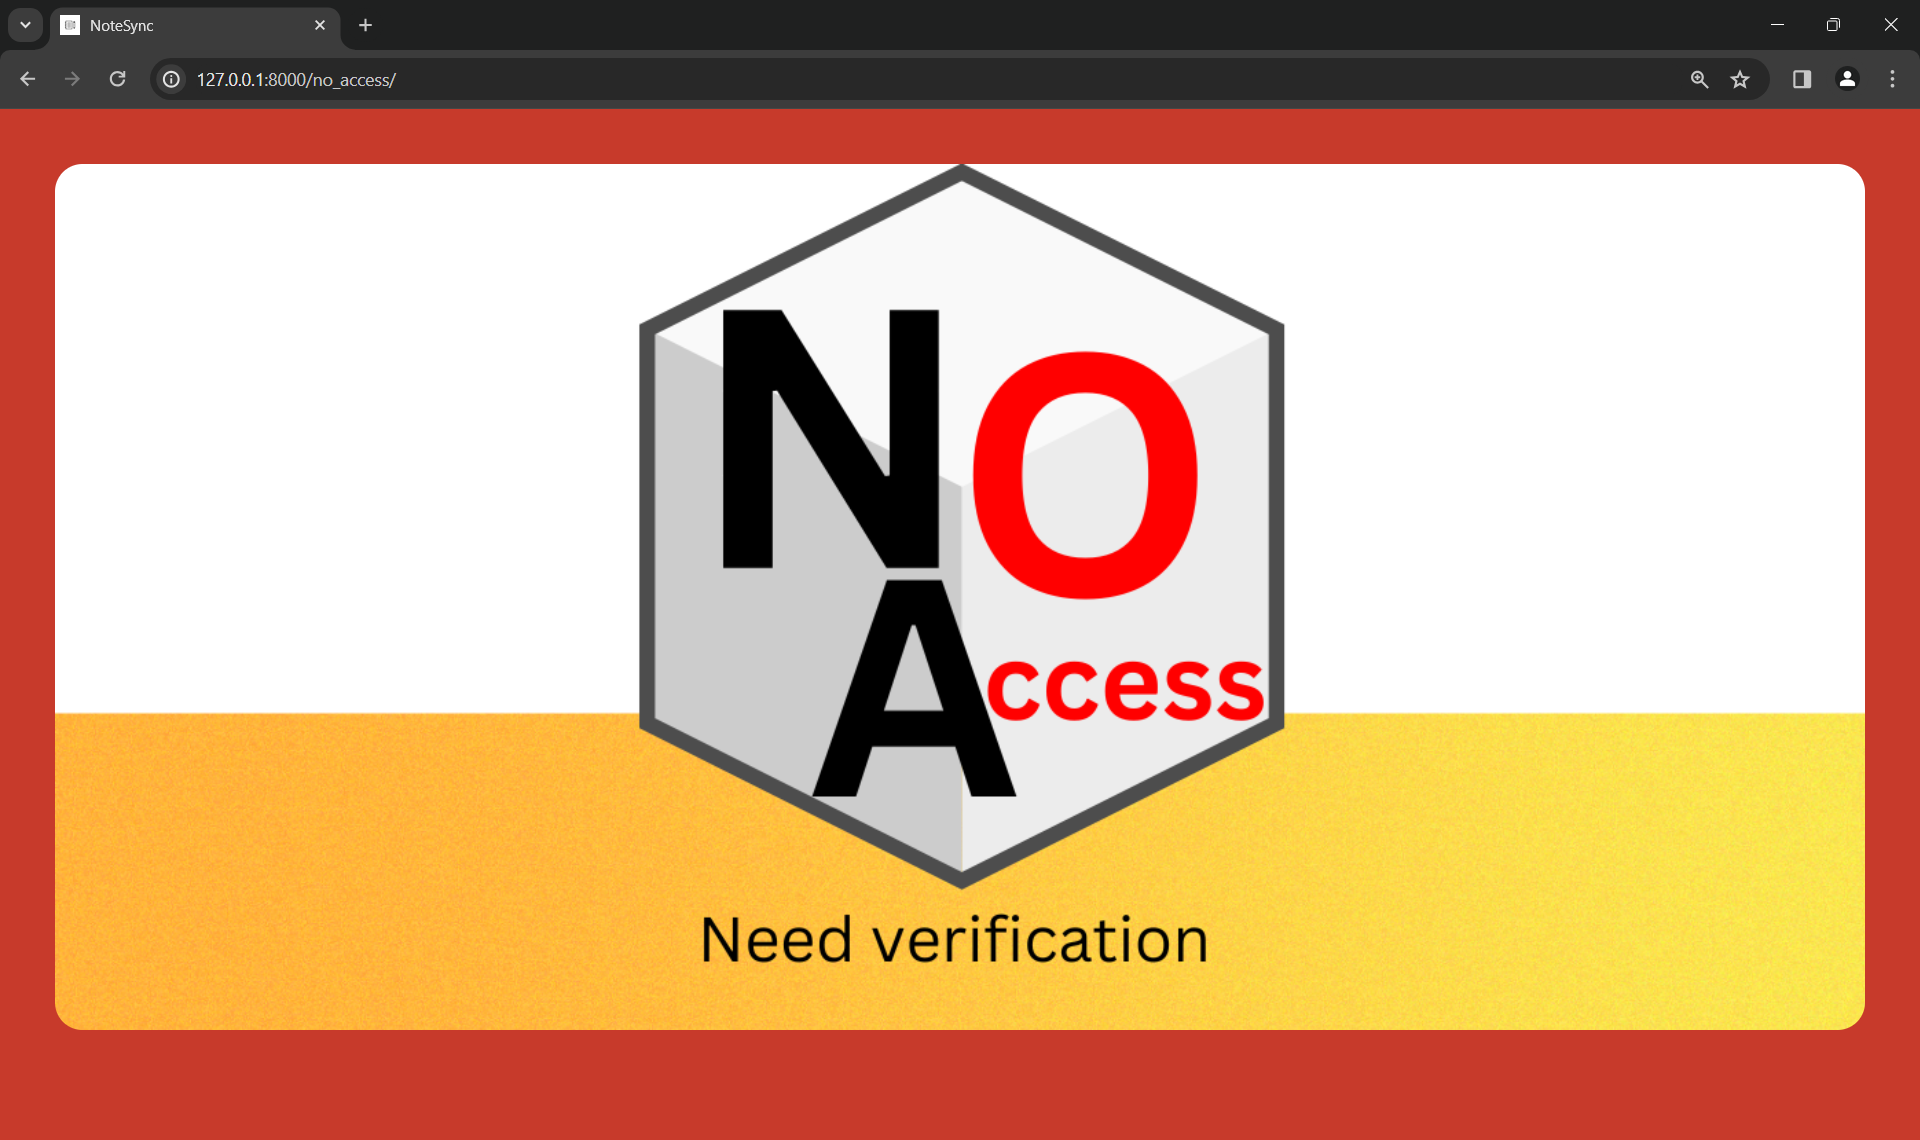 NoteSync
127.0.0.1:8000/no_access/
NO
Access
Need verification